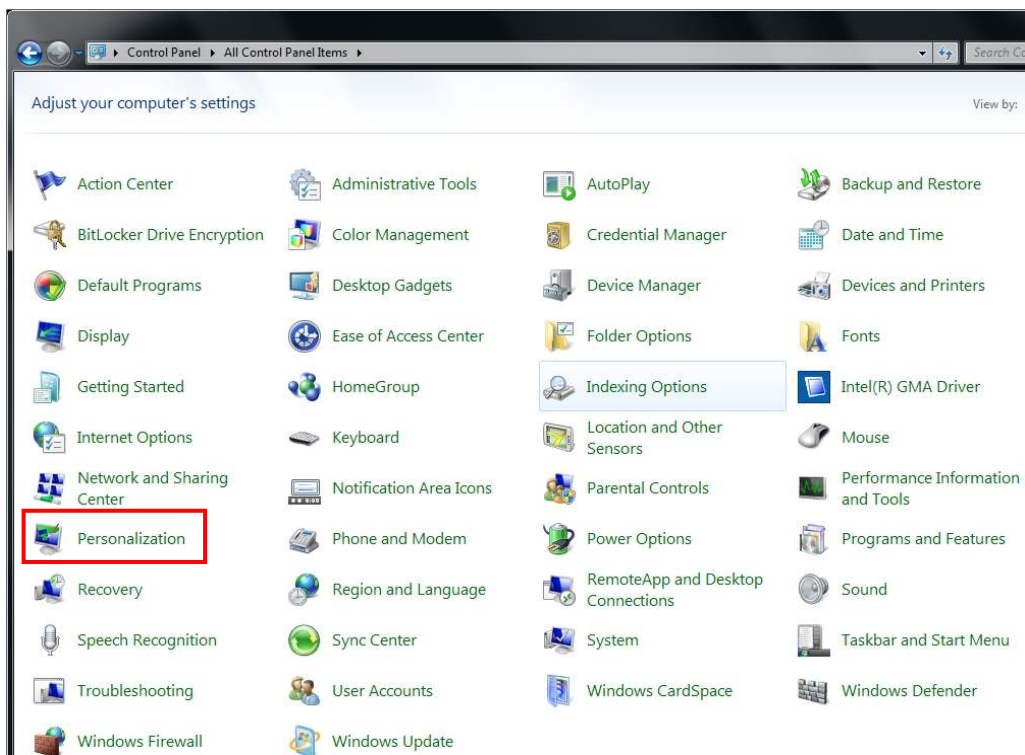 Control Panel All Control Panel Items
Search Co
Adjust your computer's settings
View by:
Action Center
Administrative Tools
AutoPlay
Backup and Restore
BitLocker Drive Encryption
Color Management
Credential Manager
Date and Time
Default Programs
Desktop Gadgets
Device Manager
Devices and Printers
Display
Ease of Access Center
Folder Options
Fonts
Getting Started
HomeGroup
Indexing Options
Intel(R) GMA Driver
Internet Options
Keyboard
Location and Other
Sensors
Mouse
Network and Sharing
Center
Notification Area Icons
Parental Controls
Performance Information
and Tools
Personalization
Phone and Modem
Power Options
Programs and Features
Recovery
Region and Language
RemoteApp and Desktop
Connections
Sound
Speech Recognition
Sync Center
System
Taskbar and Start Menu
Troubleshooting
User Accounts
Windows CardSpace
Windows Defender
Windows Firewall
Windows Update